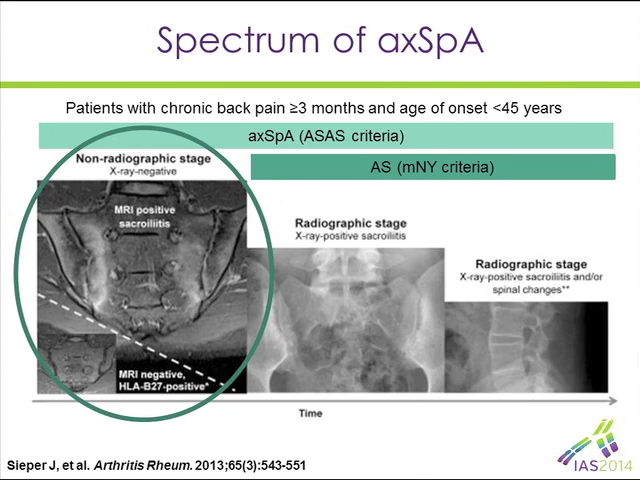 Spectrum of axSpA
Patients with chronic back pain ≥3 months and age of onset <45 years
axSpA (ASAS criteria)
Non-radiographic stage
X-ray-negative
AS (mNY criteria)
MRI positive
sacroiliitis
Radiographic stage
X-ray-positive sacroiliitis
Radiographic stage
X-ray-positive sacroiliitis and/or
spinal changes**
MRI negative,
HLA-B27-positive*
Time
Sieper J, et al. Arthritis Rheum. 2013;65(3):543-551
IAS2014